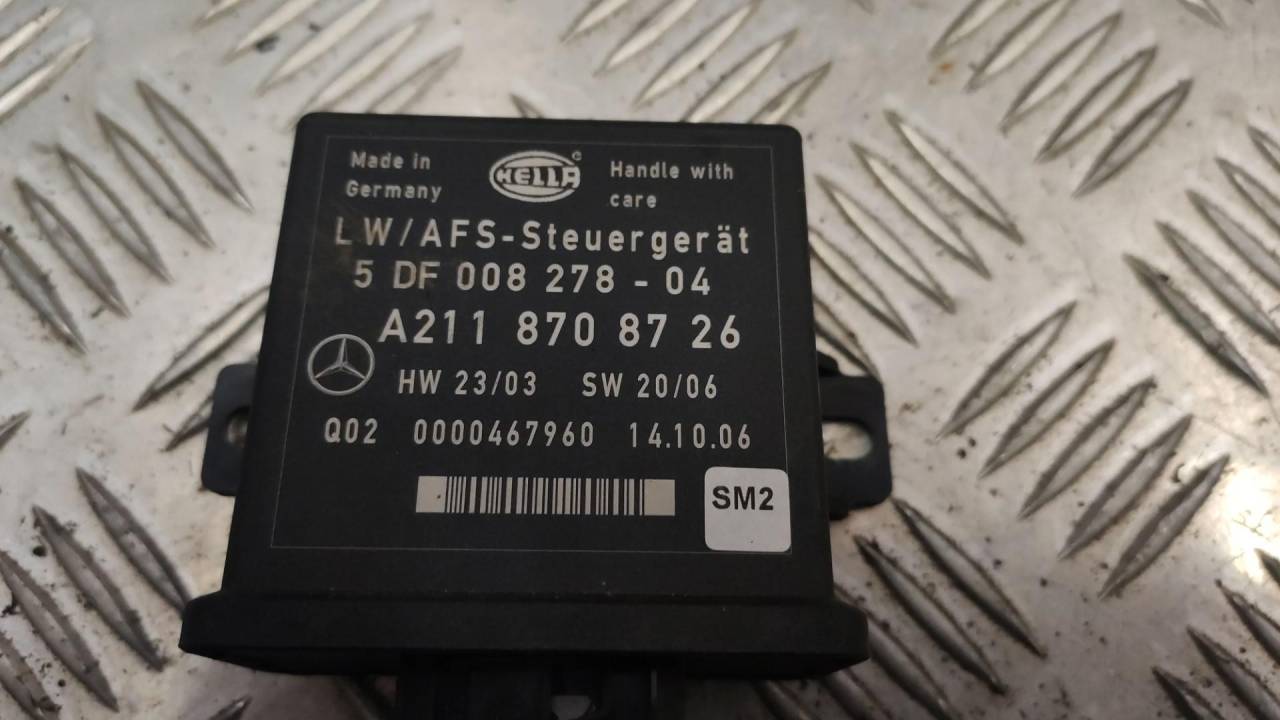 Made in
Germany
HELLA
Handle with
care
LW/AFS-Steuergerät
5 DF 008 278 - 04
A211 870 87 26
HW 23/03 SW 20/06
Q02 0000467960 14.10.06
SM2